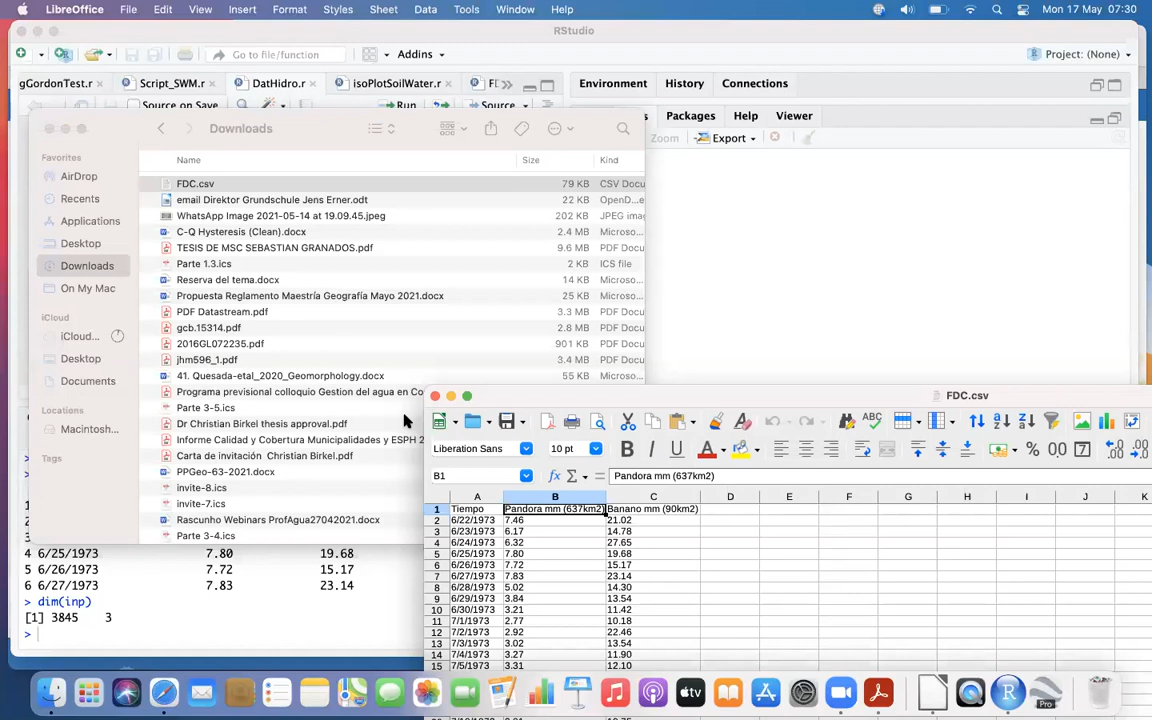 LibreOffice File Edit View Insert Format Styles Sheet Data Tools Window Help Mon 17 May 07:30
RStudio
Go to file/function Addins Project: (None)
gGordonTest.r Script_SWM.r DatHidro.r isoPlotSoilWater.r Environment History Connections
Source on Save Run Source
Packages Help Viewer
Zoom Export
Downloads
Favorites
AirDrop
Recents
Applications
Desktop
Downloads
On My Mac
iCloud
iCloud...
Desktop
Documents
Locations
Macintosh...
Tags
Name Size Kind
FDC.csv 79 KB CSV Docu
email Direktor Grundschule Jens Erner.odt 22 KB OpenD...e
WhatsApp Image 2021-05-14 at 19.09.45.jpeg 202 KB JPEG imag
C-Q Hysteresis (Clean).docx 2.4 MB Microso...
TESIS DE MSC SEBASTIAN GRANADOS.pdf 9.6 MB PDF Docu
Parte 1.3.ics 2 KB ICS file
Reserva del tema.docx 14 KB Microso...
Propuesta Reglamento Maestría Geografía Mayo 2021.docx 25 KB Microso...
PDF Datastream.pdf 3.3 MB PDF Docu
gcb.15314.pdf 2.8 MB PDF Docu
2016GL072235.pdf 901 KB PDF Docu
jhm596_1.pdf 3.4 MB PDF Docu
41. Quesada-etal_2020_Geomorphology.docx 55 KB Microso...
Programa previsional colloquio Gestion del agua en Co
Parte 3-5.ics
Dr Christian Birkel thesis approval.pdf
Informe Calidad y Cobertura Municipalidades y ESPH 2
Carta de invitación Christian Birkel.pdf
PPGeo-63-2021.docx
invite-8.ics
invite-7.ics
Rascunho Webinars ProfAgua27042021.docx
Parte 3-4.ics
4 6/25/1973 7.80 19.68
5 6/26/1973 7.72 15.17
6 6/27/1973 7.83 23.14
> dim(inp)
[1] 3845 3
>
FDC.csv
Liberation Sans 10 pt
B1 Pandora mm (637km2)
A B C D E F G H I J K
1 Tiempo Pandora mm (637km2) Banano mm (90km2)
2 6/22/1973 7.46 21.02
3 6/23/1973 6.17 14.78
4 6/24/1973 6.32 27.65
5 6/25/1973 7.80 19.68
6 6/26/1973 7.72 15.17
7 6/27/1973 7.83 23.14
8 6/28/1973 5.02 14.30
9 6/29/1973 3.84 13.54
10 6/30/1973 3.21 11.42
11 7/1/1973 2.77 10.18
12 7/2/1973 2.92 22.46
13 7/3/1973 3.02 13.54
14 7/4/1973 3.27 11.90
15 7/5/1973 3.31 12.10